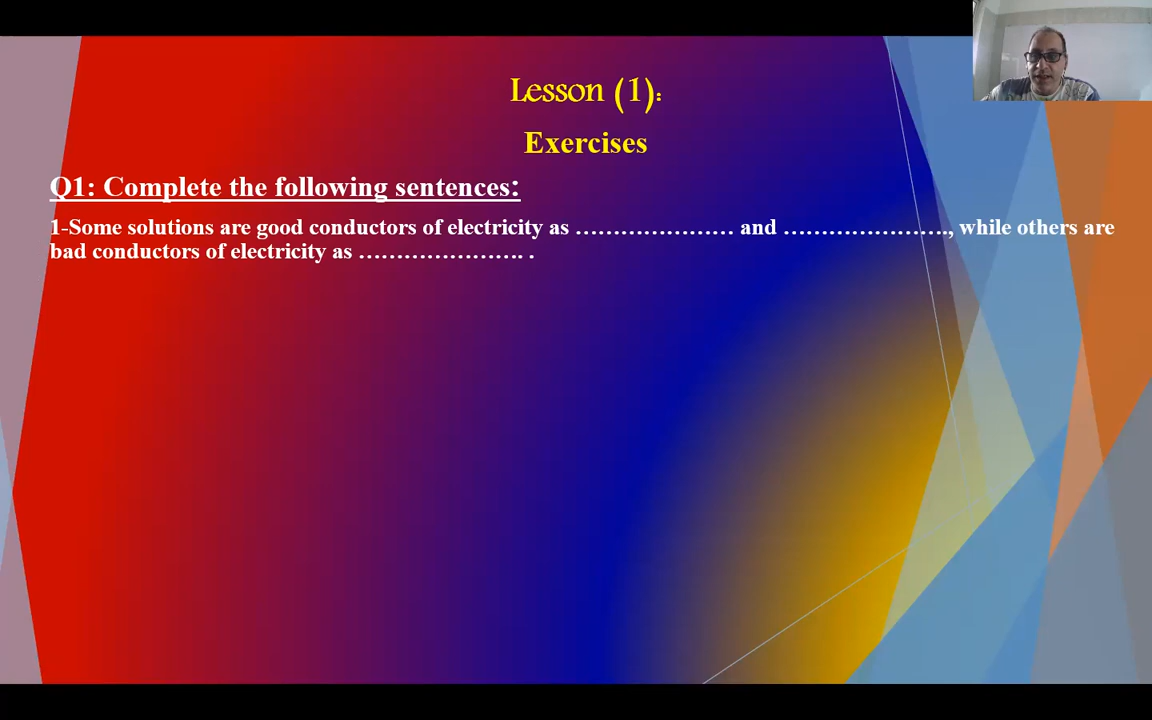 Lesson (1):
Exercises
Q1: Complete the following sentences:
1-Some solutions are good conductors of electricity as ………………… and …………………., while others are
bad conductors of electricity as …………………. .